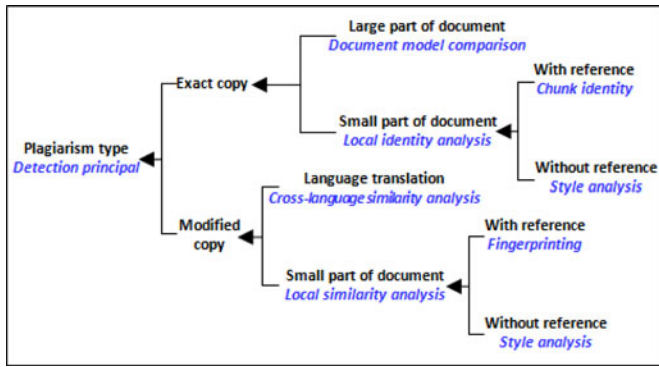 Large part of document
Document model comparison
Exact copy
With reference
Chunk identity
Small part of document
Local identity analysis
Plagiarism type
Detection principal
Without reference
Style analysis
Language translation
Cross-language similarity analysis
Modified
copy
With reference
Fingerprinting
Small part of document
Local similarity analysis
Without reference
Style analysis